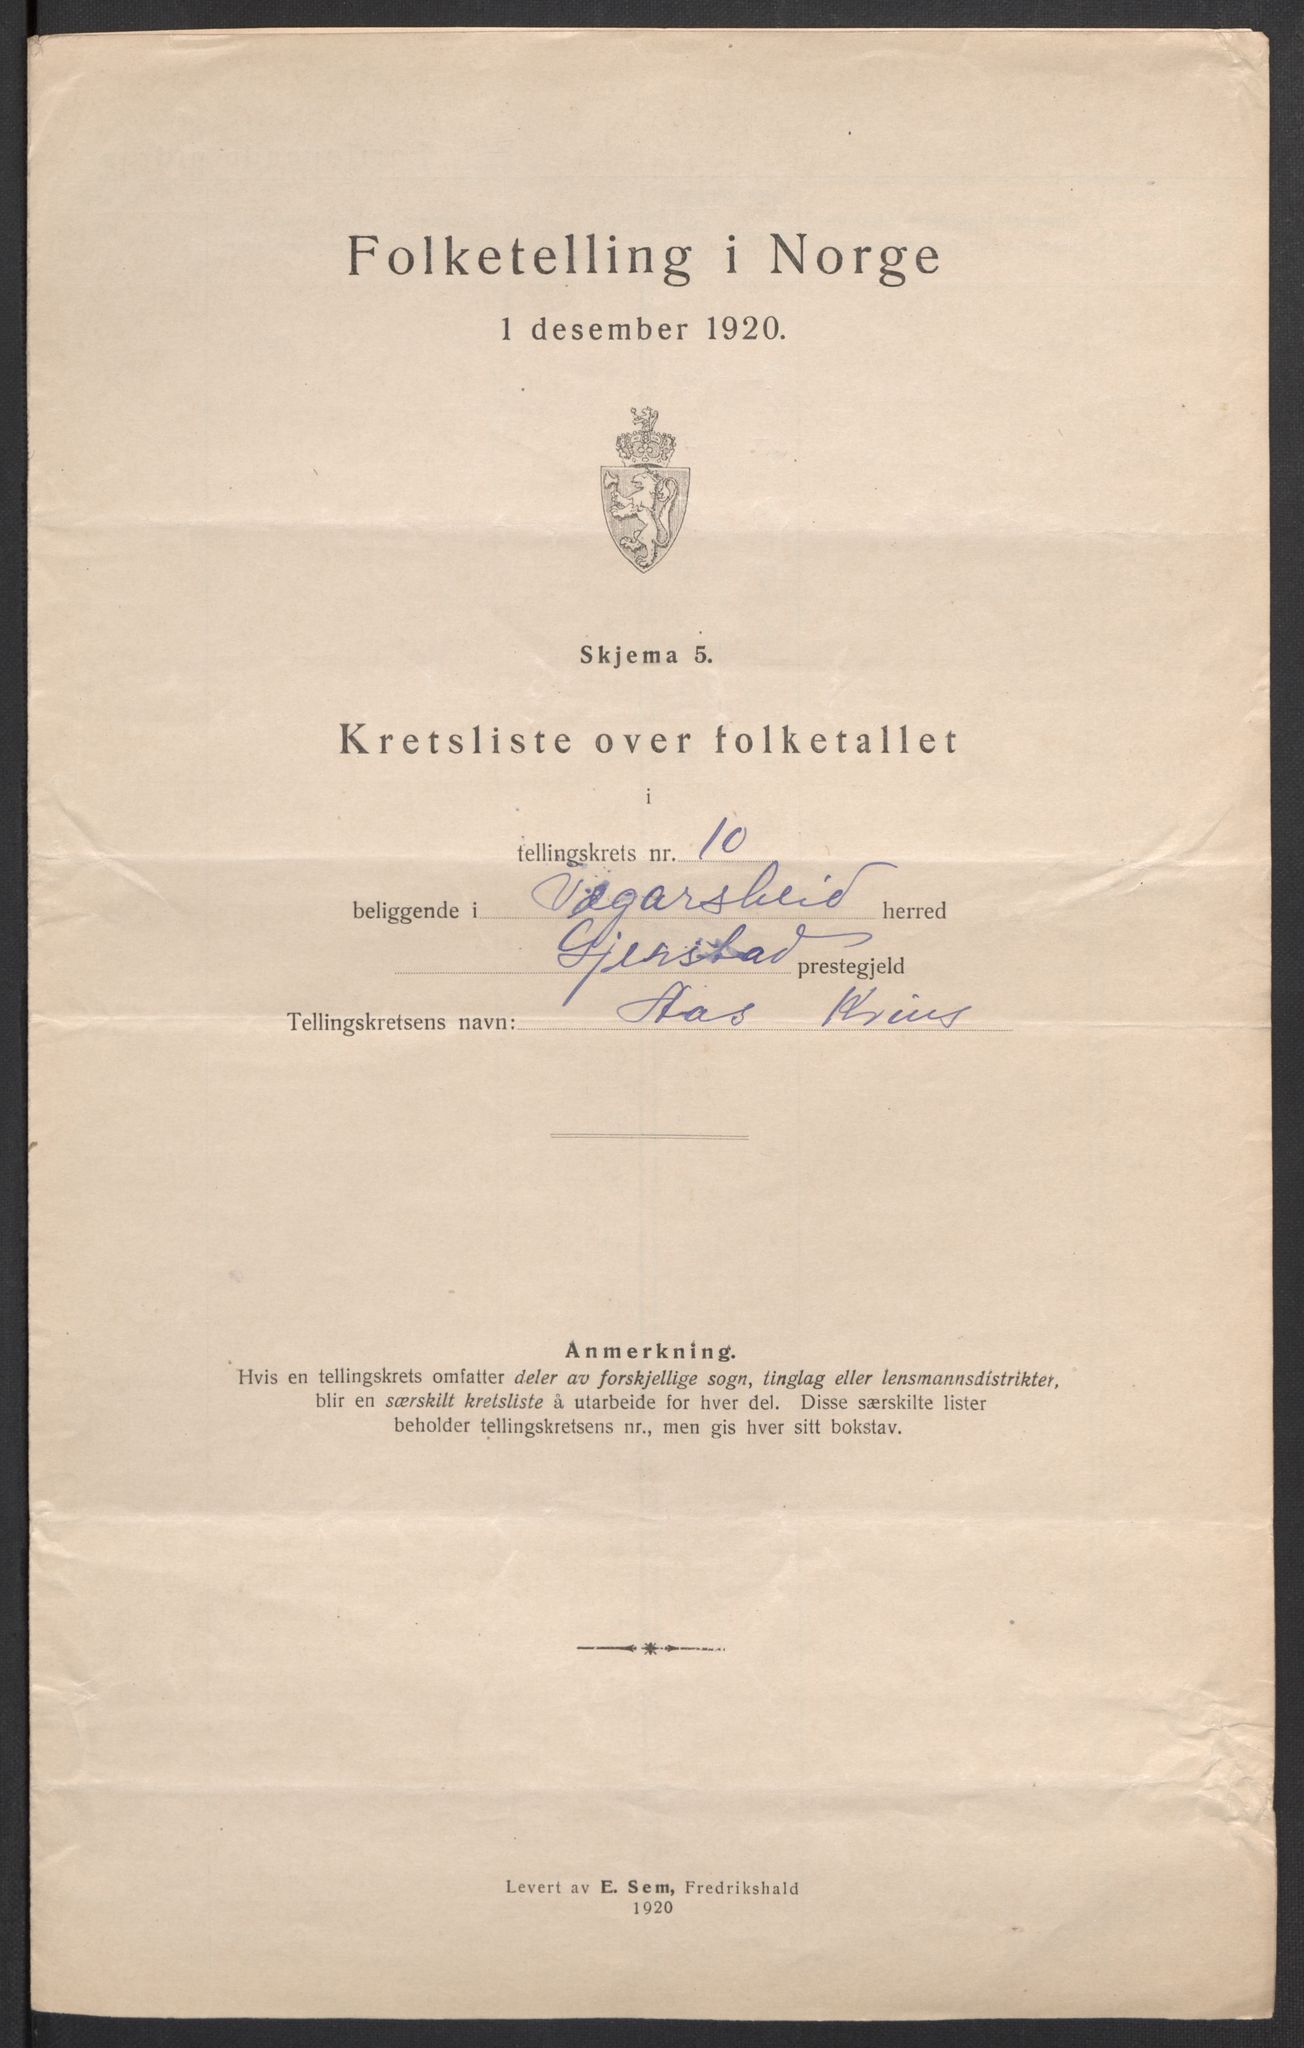 Folketelling i Norge
1 desember 1920.
Skjema 5.
Kretsliste over folketallet
i
tellingskrets nr. 10
beliggende i Vegarsheid herred
Gjerstad prestegjeld
Tellingskretsens navn: Aas Krins
Anmerkning.
Hvis en tellingskrets omfatter deler av forskjellige sogn, tinglag eller lensmannsdistrikter,
blir en særskilt kretsliste å utarbeide for hver del. Disse særskilte lister
beholder tellingskretsens nr., men gis hver sitt bokstav.
Levert av E. Sem, Fredrikshald
1920